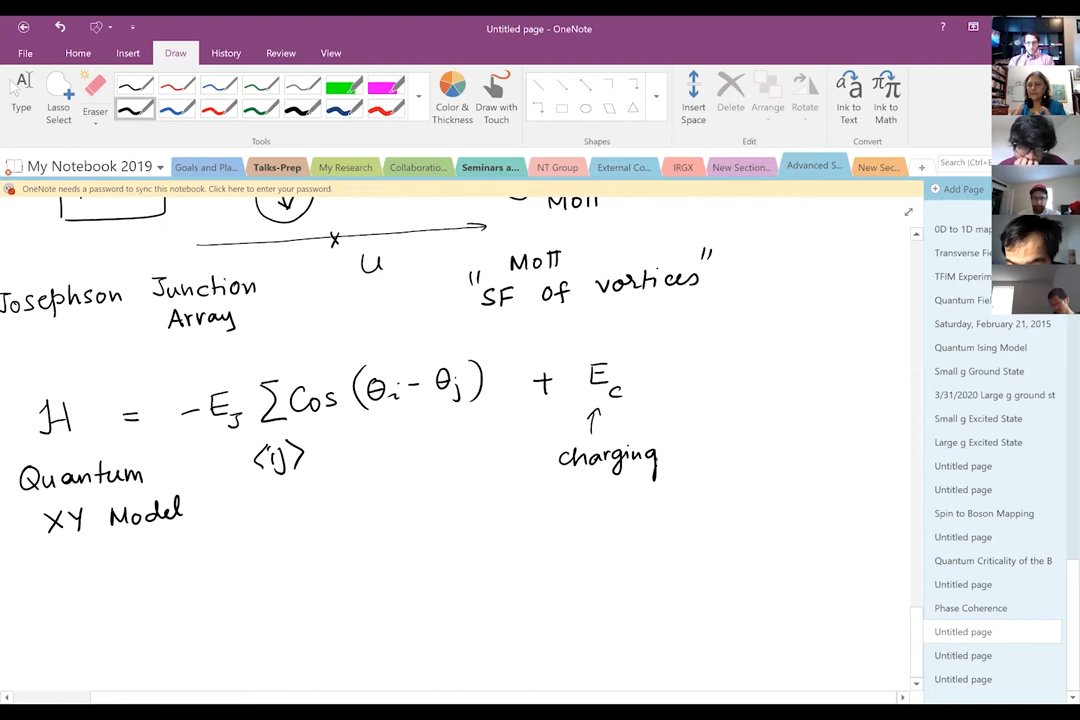 Untitled page - OneNote
?
File Home Insert Draw History Review View
Type
Lasso Select
Eraser
Color & Thickness
Draw with Touch
Insert Space
Delete
Arrange
Rotate
Ink to Text
Ink to Math
Tools
Shapes
Edit
Convert
My Notebook 2019
Goals and Pla... Talks-Prep My Research Collaboratio... Seminars a... NT Group External Co... IRGX New Section... Advanced S... New Sec... + Search (Ctrl+E
OneNote needs a password to sync this notebook. Click here to enter your password.
Add Page
0D to 1D map
Transverse Fi
TFIM Experim
Quantum Fiel
Saturday, February 21, 2015
Quantum Ising Model
Small g Ground State
3/31/2020 Large g ground st
Small g Excited State
Large g Excited State
Untitled page
Untitled page
Spin to Boson Mapping
Untitled page
Quantum Criticality of the B
Untitled page
Phase Coherence
Untitled page
Untitled page
Untitled page
Mott
U
Josephson Junction Array
Mott
"SF of vortices"
H = -E_J Σ Cos (θ_i - θ_j) + E_c
<ij>
↑
charging
Quantum
XY Model